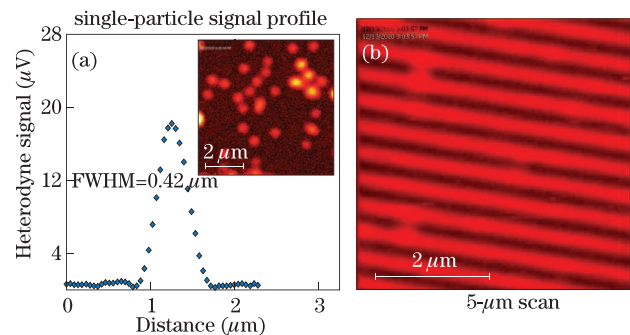 single-particle signal profile
28
20
12
4
Heterodyne signal (μV)
(a)
2 μm
FWHM=0.42 μm
0
1
2
3
Distance (μm)
(b)
2 μm
5-μm scan